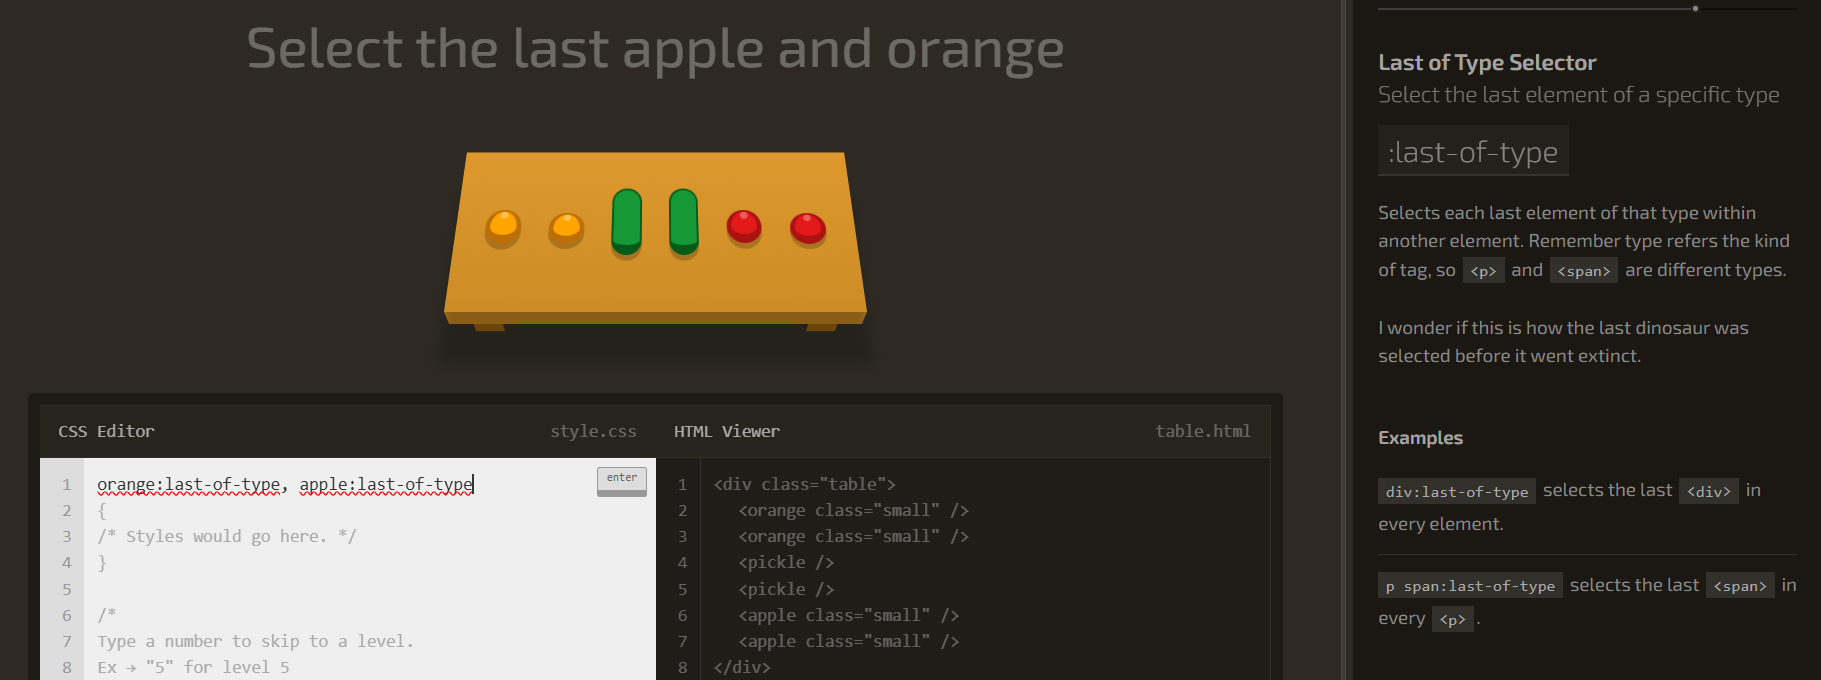 Select the last apple and orange
CSS Editor
style.css
1 orange:last-of-type, apple:last-of-type
enter
2 {
3 /* Styles would go here. */
4 }
5
6 /*
7 Type a number to skip to a level.
8 Ex → "5" for level 5
HTML Viewer
table.html
1 <div class="table">
2 <orange class="small" />
3 <orange class="small" />
4 <pickle />
5 <pickle />
6 <apple class="small" />
7 <apple class="small" />
8 </div>
Last of Type Selector
Select the last element of a specific type
:last-of-type
Selects each last element of that type within
another element. Remember type refers the kind
of tag, so <p> and <span> are different types.
I wonder if this is how the last dinosaur was
selected before it went extinct.
Examples
div:last-of-type selects the last <div> in
every element.
p span:last-of-type selects the last <span> in
every <p>.